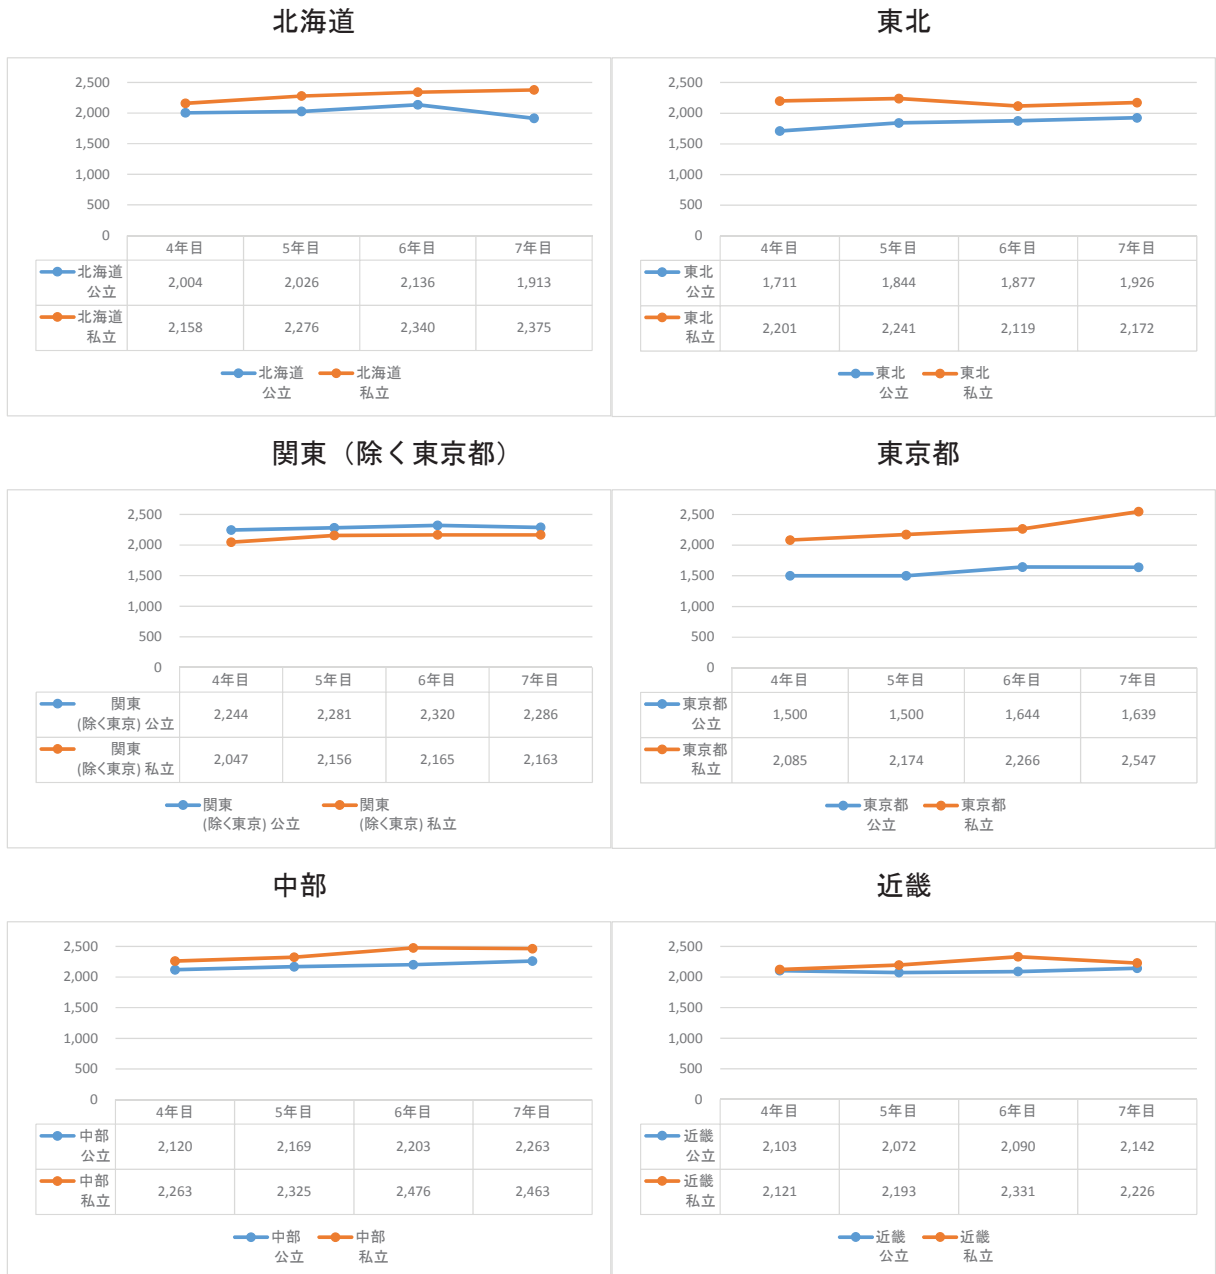 北海道
2,500
2,000
1,500
1,000
500
0
4年目 5年目 6年目 7年目
北海道
公立 2,004 2,026 2,136 1,913
北海道
私立 2,158 2,276 2,340 2,375
北海道 北海道
公立 私立
東北
2,500
2,000
1,500
1,000
500
0
4年目 5年目 6年目 7年目
東北
公立 1,711 1,844 1,877 1,926
東北
私立 2,201 2,241 2,119 2,172
東北 東北
公立 私立
関東（除く東京都）
2,500
2,000
1,500
1,000
500
0
4年目 5年目 6年目 7年目
関東
(除く東京) 公立 2,244 2,281 2,320 2,286
関東
(除く東京) 私立 2,047 2,156 2,165 2,163
関東 関東
(除く東京) 公立 (除く東京) 私立
東京都
2,500
2,000
1,500
1,000
500
0
4年目 5年目 6年目 7年目
東京都
公立 1,500 1,500 1,644 1,639
東京都
私立 2,085 2,174 2,266 2,547
東京都 東京都
公立 私立
中部
2,500
2,000
1,500
1,000
500
0
4年目 5年目 6年目 7年目
中部
公立 2,120 2,169 2,203 2,263
中部
私立 2,263 2,325 2,476 2,463
中部 中部
公立 私立
近畿
2,500
2,000
1,500
1,000
500
0
4年目 5年目 6年目 7年目
近畿
公立 2,103 2,072 2,090 2,142
近畿
私立 2,121 2,193 2,331 2,226
近畿 近畿
公立 私立